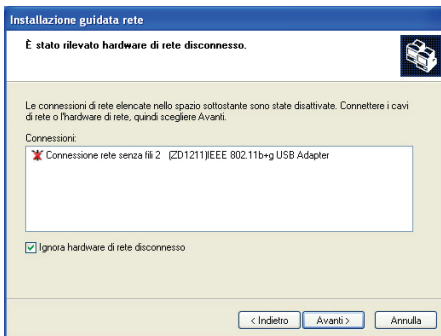 Installazione guidata rete
È stato rilevato hardware di rete disconnesso.
Le connessioni di rete elencate nello spazio sottostante sono state disattivate. Connettere i cavi
di rete o l'hardware di rete, quindi scegliere Avanti.
Connessioni:
Connessione rete senza fili 2 (ZD1211)IEEE 802.11b+g USB Adapter
Ignora hardware di rete disconnesso
< Indietro
Avanti >
Annulla